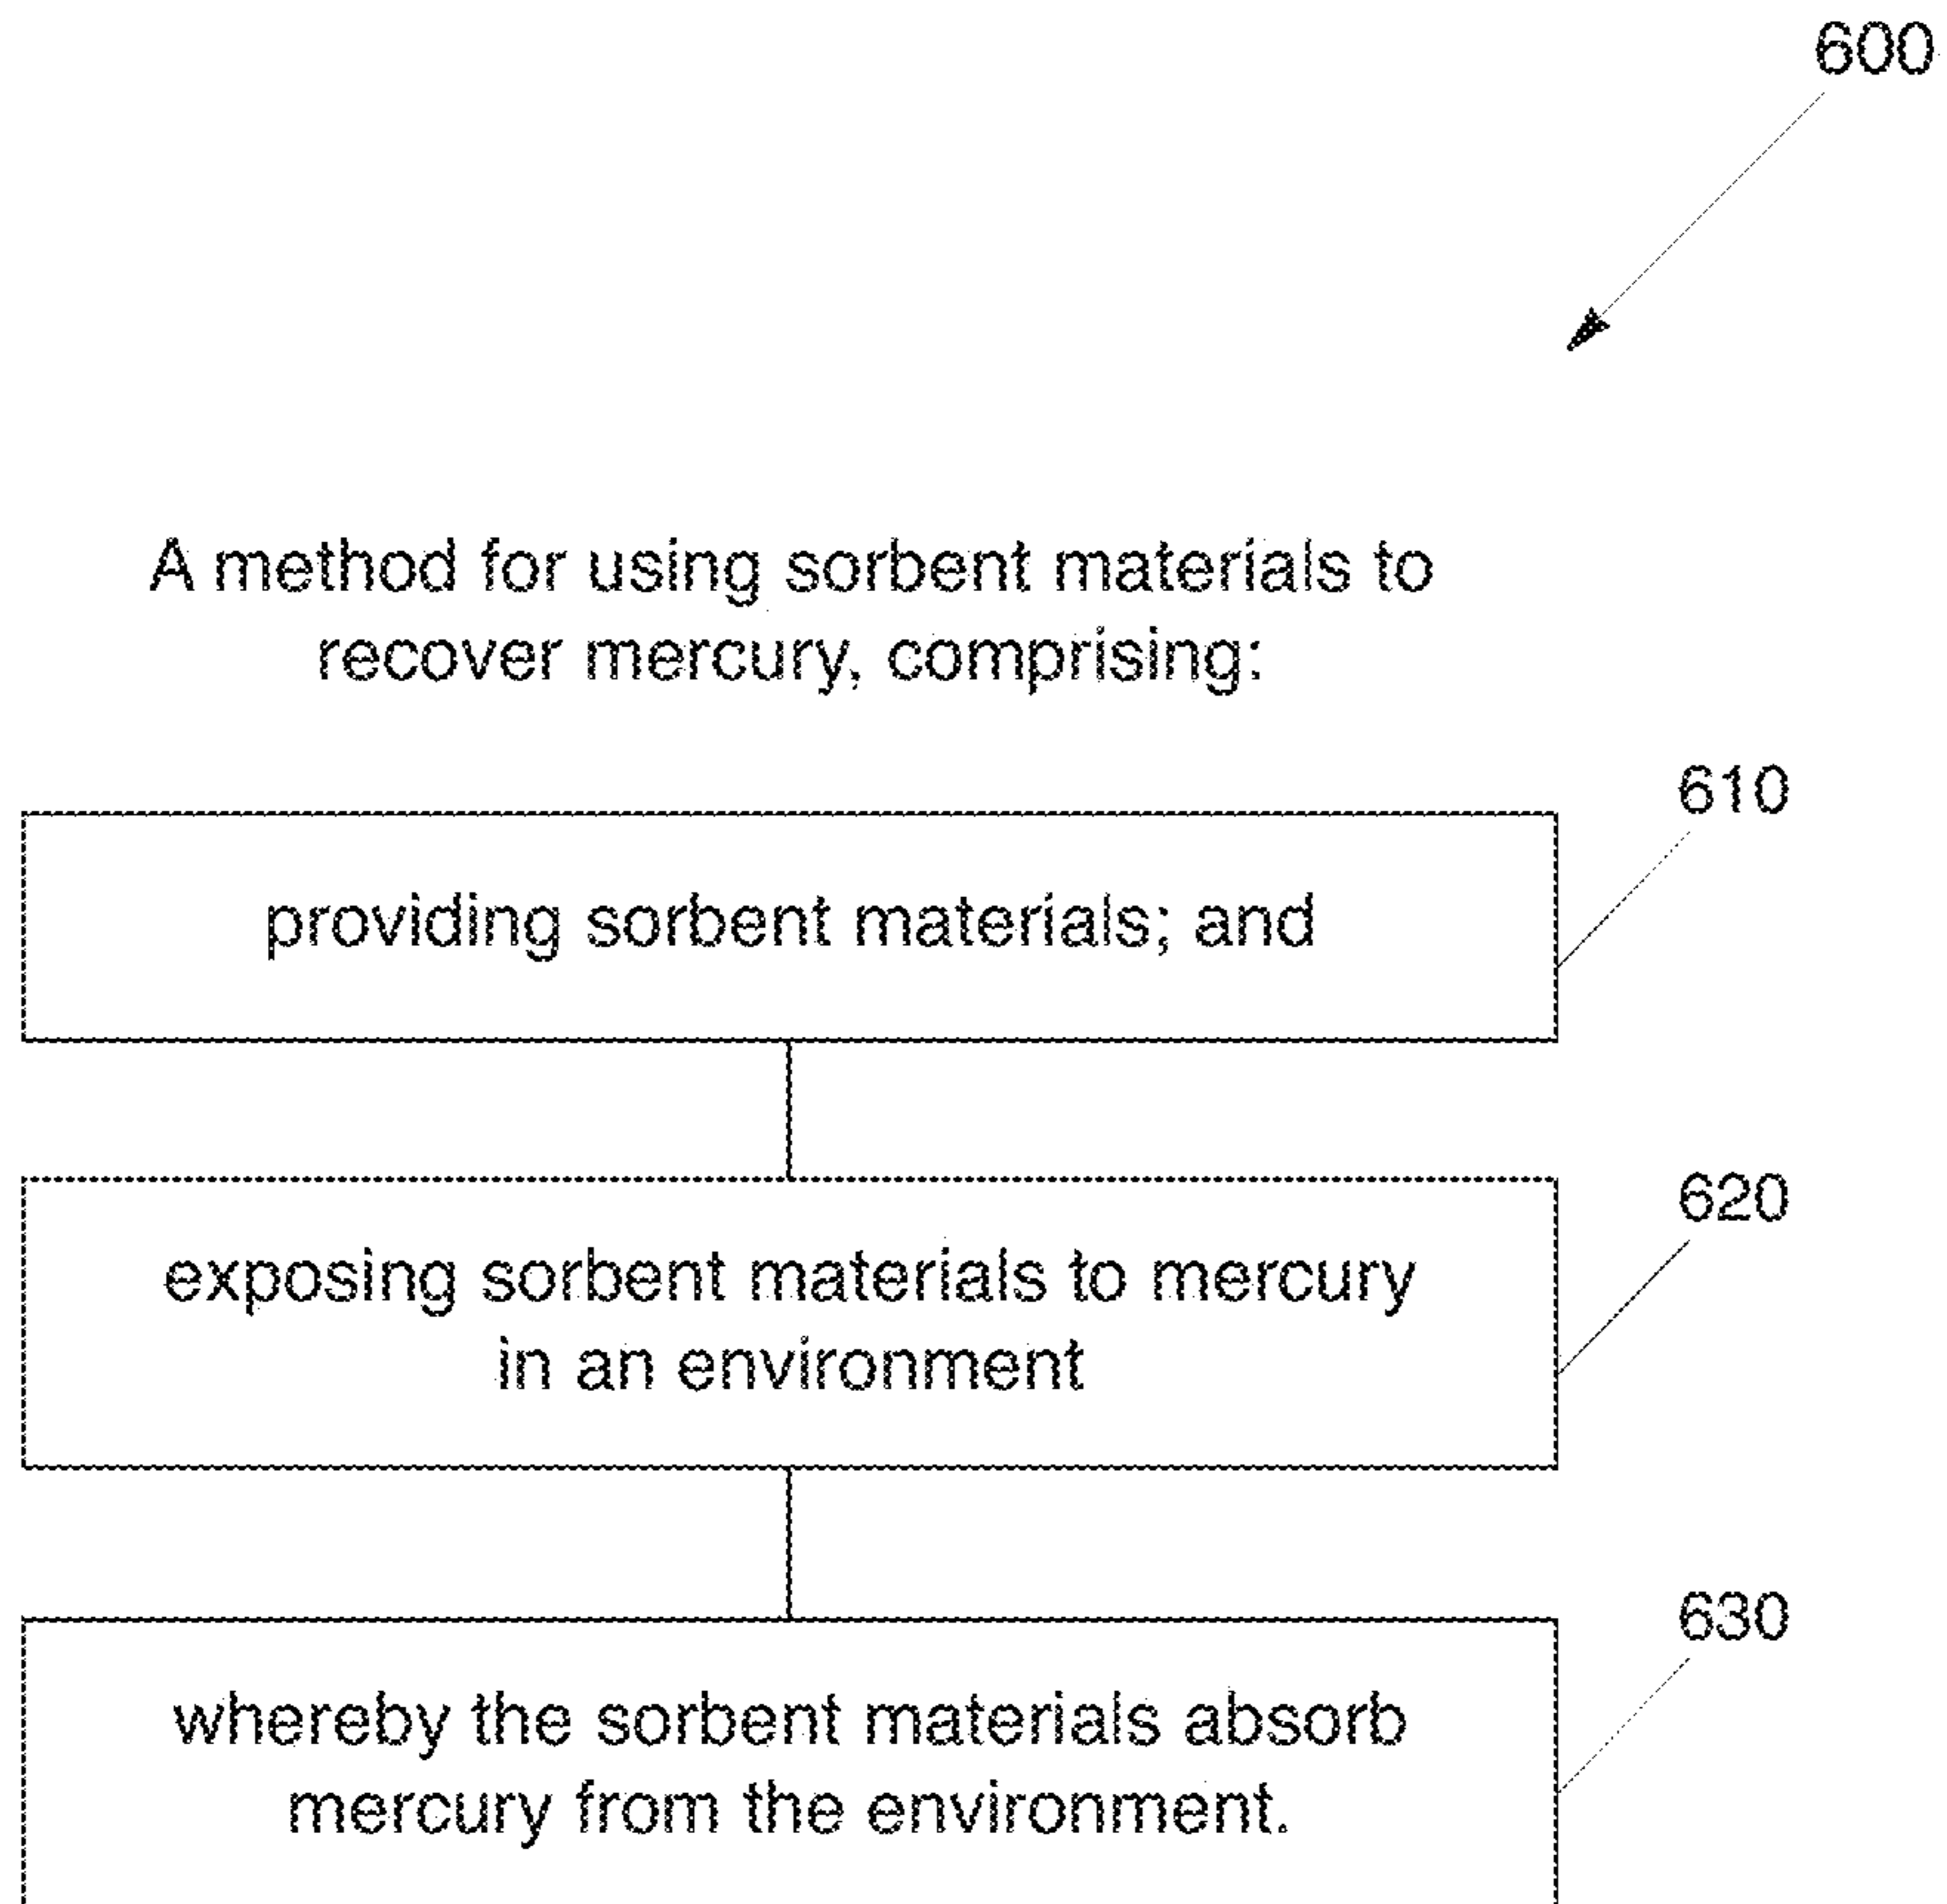 600
A method for using sorbent materials to
recover mercury, comprising:
610
providing sorbent materials; and
620
exposing sorbent materials to mercury
in an environment
630
whereby the sorbent materials absorb
mercury from the environment.